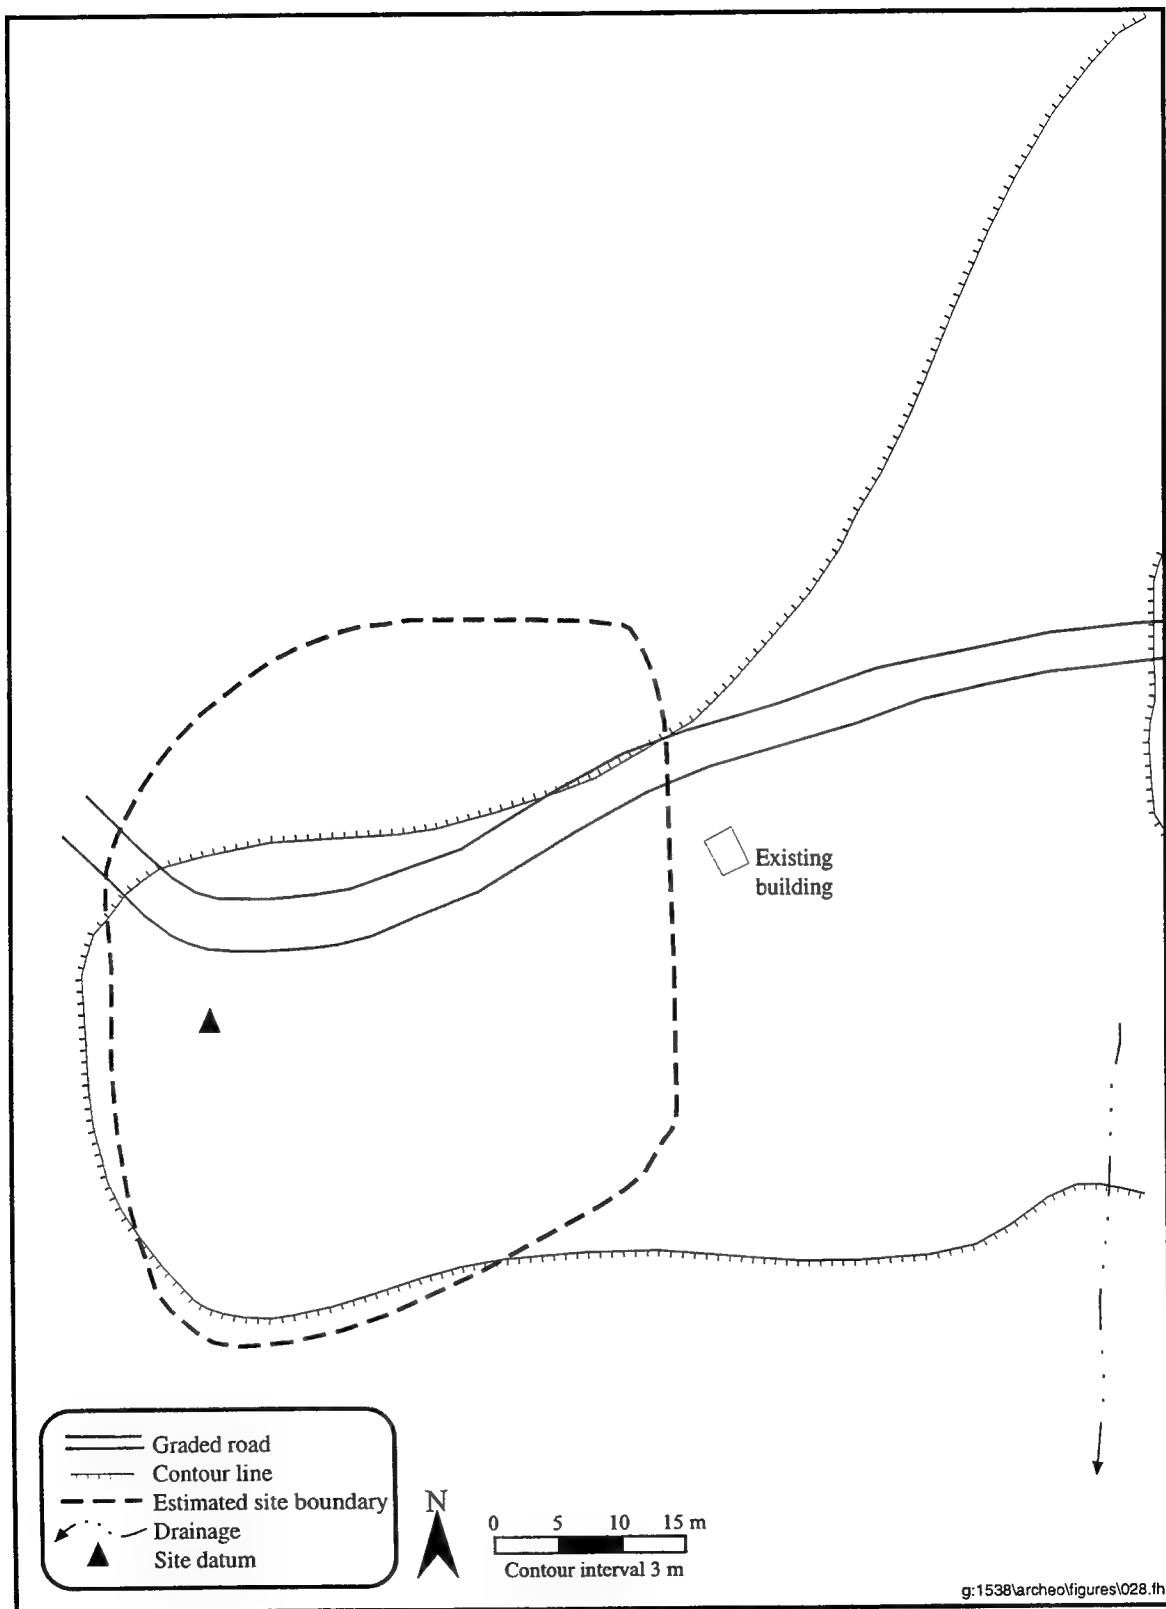 Existing
building
Graded road
Contour line
Estimated site boundary
Drainage
Site datum
N
0 5 10 15 m
Contour interval 3 m
g:1538\archeo\figures\028.fh